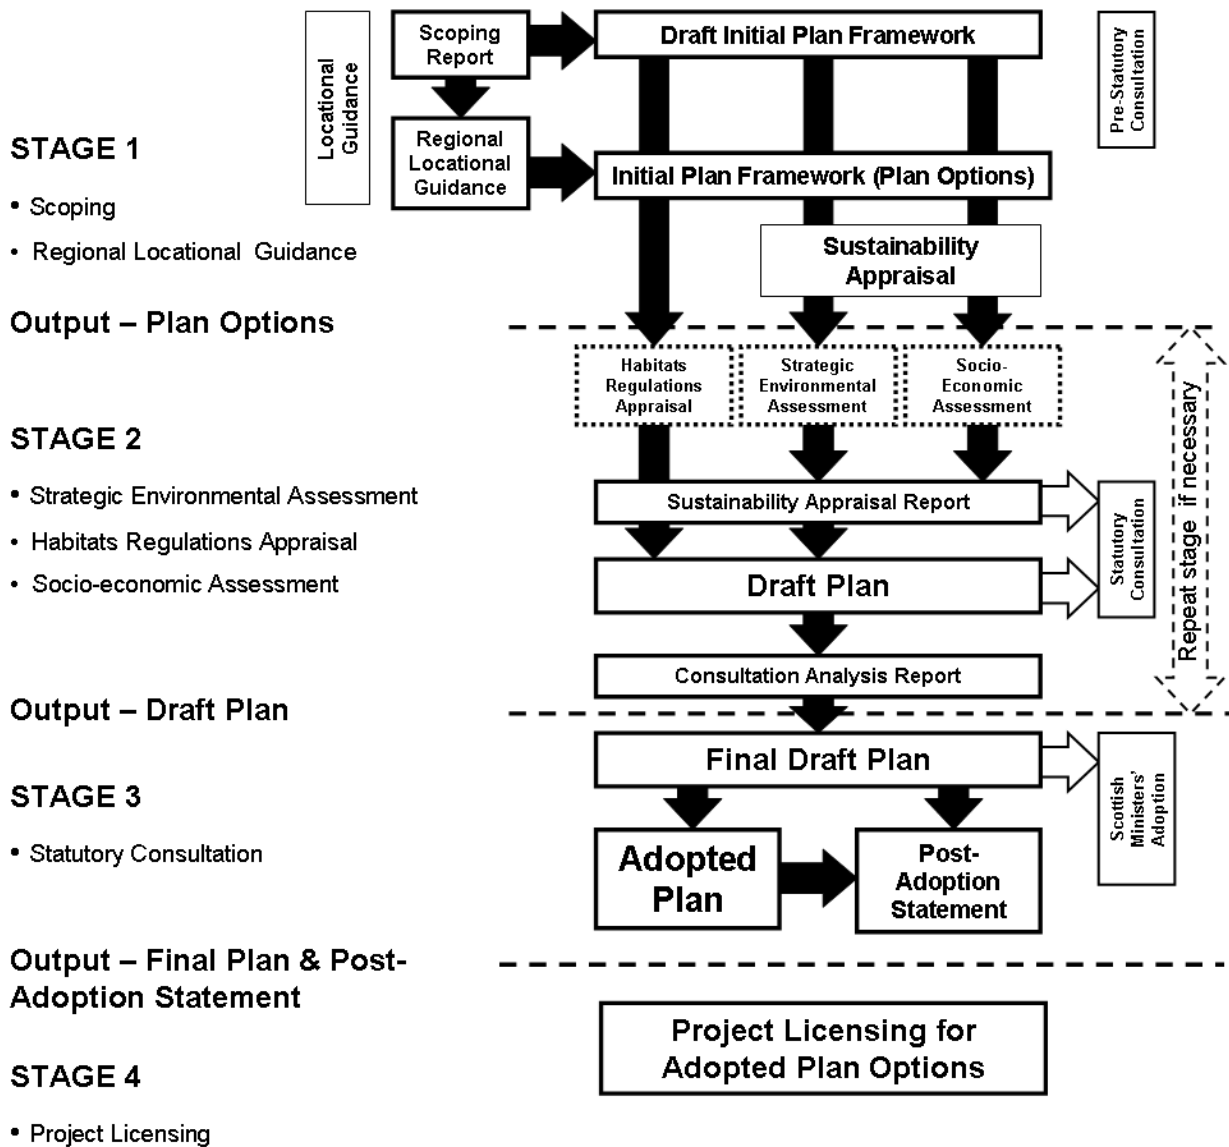 Locational
Guidance
Scoping
Report
Draft Initial Plan Framework
Pre-Statutory
Consultation
STAGE 1
• Scoping
• Regional Locational Guidance
Regional
Locational
Guidance
Initial Plan Framework (Plan Options)
Sustainability
Appraisal
Output – Plan Options
Habitats
Regulations
Appraisal
Strategic
Environmental
Assessment
Socio-
Economic
Assessment
Repeat stage if necessary
STAGE 2
• Strategic Environmental Assessment
• Habitats Regulations Appraisal
• Socio-economic Assessment
Sustainability Appraisal Report
Statutory
Consultation
Draft Plan
Consultation Analysis Report
Output – Draft Plan
Final Draft Plan
Scottish
Ministers'
Adoption
STAGE 3
• Statutory Consultation
Adopted
Plan
Post-
Adoption
Statement
Output – Final Plan & Post-
Adoption Statement
Project Licensing for
Adopted Plan Options
STAGE 4
• Project Licensing